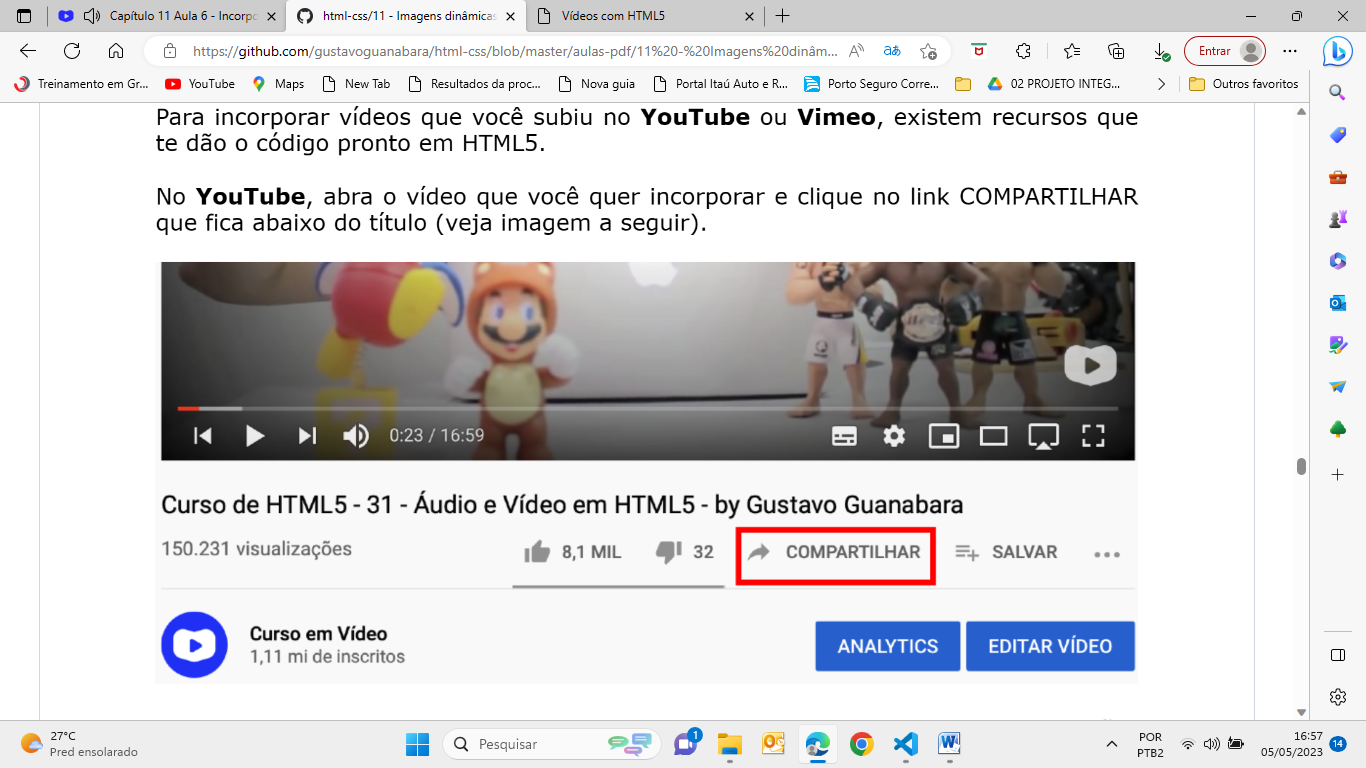 Capítulo 11 Aula 6 - Incorpo
html-css/11 - Imagens dinâmicas
Vídeos com HTML5
https://github.com/gustavoguanabara/html-css/blob/master/aulas-pdf/11%20-%20Imagens%20dinâm...
Entrar
Treinamento em Gr...
YouTube
Maps
New Tab
Resultados da proc...
Nova guia
Portal Itaú Auto e R...
Porto Seguro Corre...
02 PROJETO INTEG...
Outros favoritos
Para incorporar vídeos que você subiu no YouTube ou Vimeo, existem recursos que
te dão o código pronto em HTML5.
No YouTube, abra o vídeo que você quer incorporar e clique no link COMPARTILHAR
que fica abaixo do título (veja imagem a seguir).
0:23 / 16:59
Curso de HTML5 - 31 - Áudio e Vídeo em HTML5 - by Gustavo Guanabara
150.231 visualizações
8,1 MIL
32
COMPARTILHAR
SALVAR
Curso em Vídeo
1,11 mi de inscritos
ANALYTICS
EDITAR VÍDEO
27°C
Pred ensolarado
Pesquisar
1
POR
PTB2
16:57
05/05/2023
14